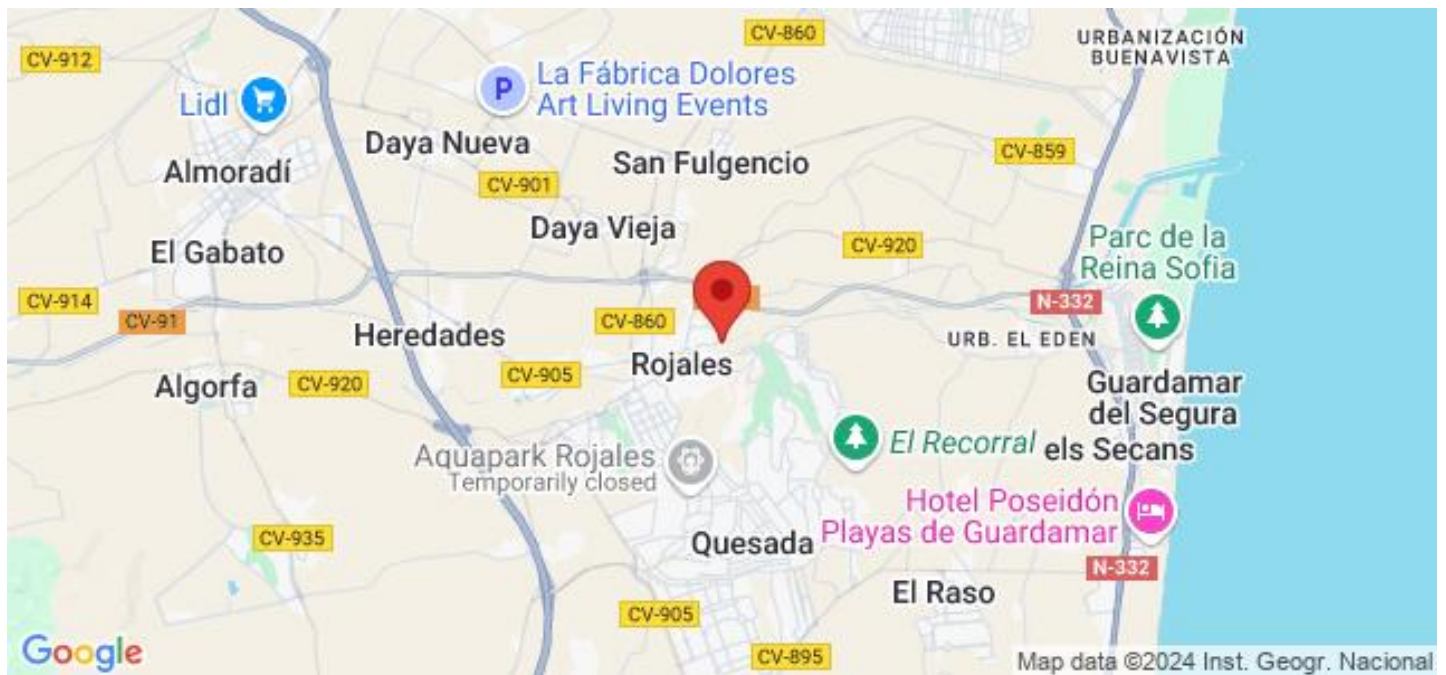 CV-860
URBANIZACIÓN
BUENAVISTA
CV-912
La Fábrica Dolores
Art Living Events
P
Lidl
Daya Nueva
San Fulgencio
CV-859
Almoradí
CV-901
Daya Vieja
El Gabato
CV-920
Parc de la
Reina Sofia
CV-914
CV-91
CV-860
N-332
Heredades
URB. EL EDEN
Rojales
CV-905
Algorfa
CV-920
Guardamar
del Segura
El Recorral
els Secans
Aquapark Rojales
Temporarily closed
Hotel Poseidón
Playas de Guardamar
CV-935
Quesada
N-332
El Raso
CV-905
Google
CV-895
Map data ©2024 Inst. Geogr. Nacional